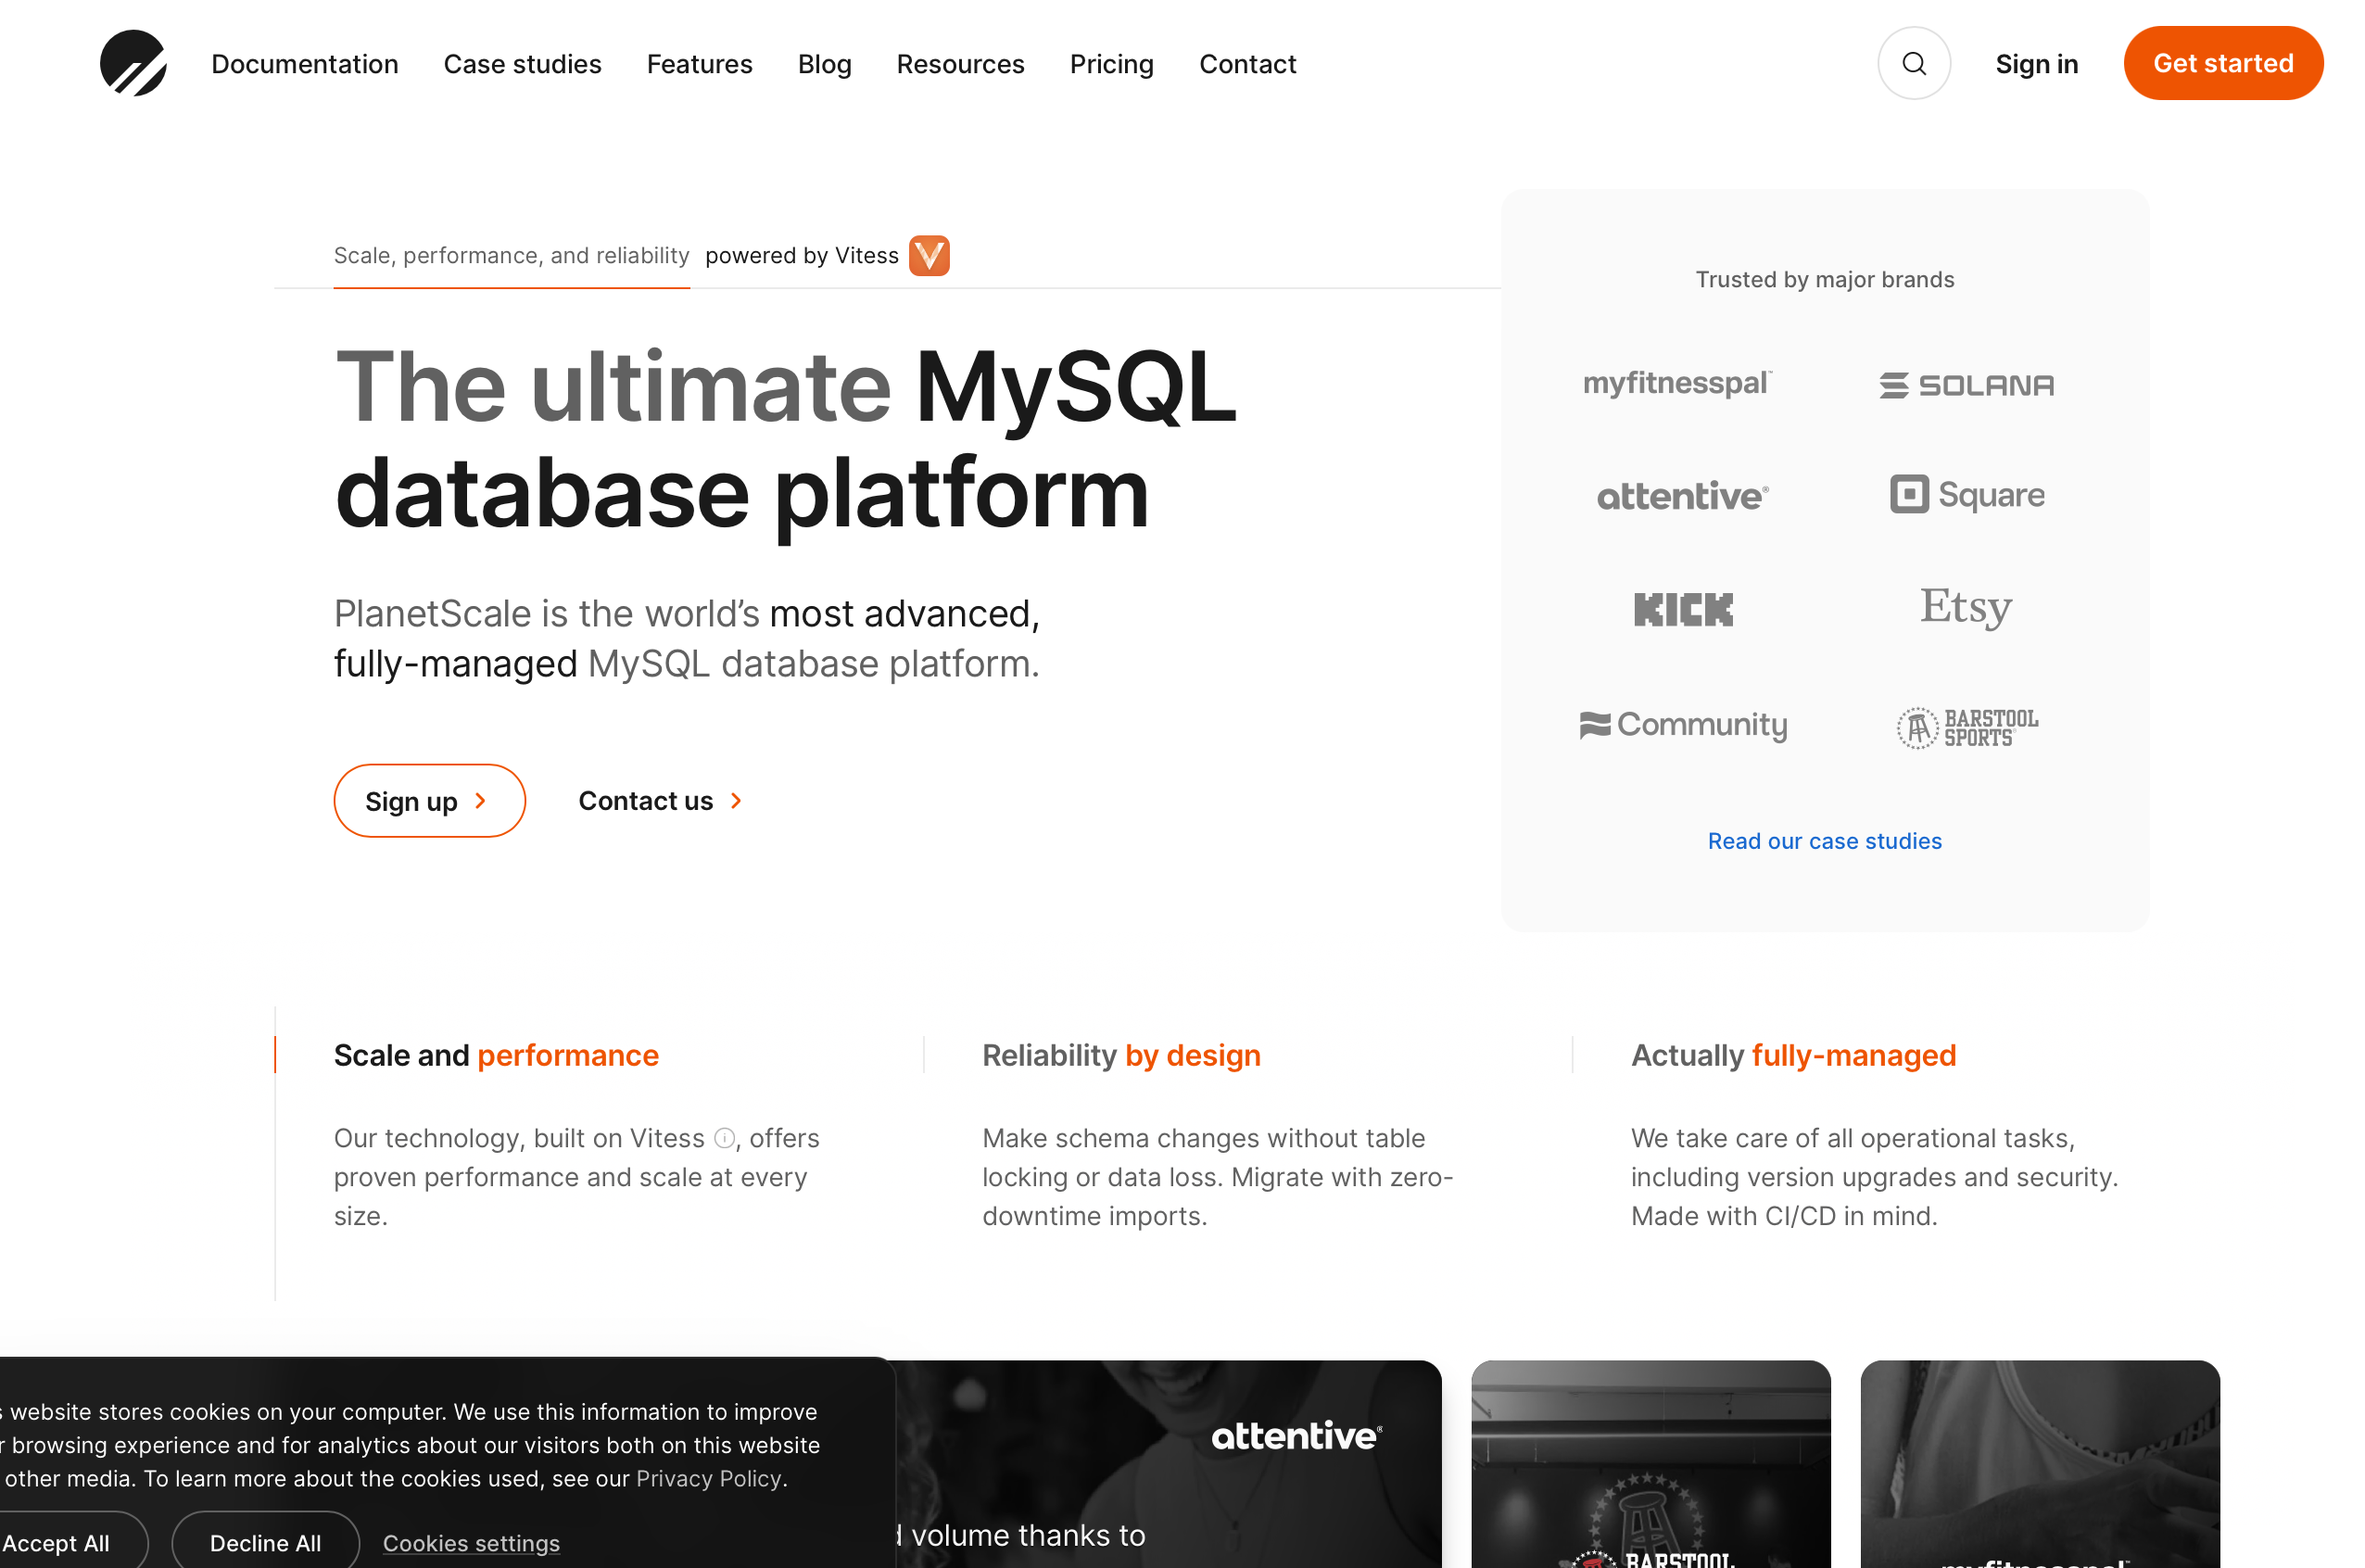 Documentation Case studies Features Blog Resources Pricing Contact Sign in Get started
Scale, performance, and reliability powered by Vitess
The ultimate MySQL
database platform
PlanetScale is the world’s most advanced,
fully-managed MySQL database platform.
Sign up
Contact us
Trusted by major brands
myfitnesspal™
SOLANA
attentive®
Square
KICK
Etsy
Community
BARSTOOL
SPORTS
Read our case studies
Scale and performance
Our technology, built on Vitess ⓘ, offers
proven performance and scale at every
size.
Reliability by design
Make schema changes without table
locking or data loss. Migrate with zero-
downtime imports.
Actually fully-managed
We take care of all operational tasks,
including version upgrades and security.
Made with CI/CD in mind.
website stores cookies on your computer. We use this information to improve
browsing experience and for analytics about our visitors both on this website
other media. To learn more about the cookies used, see our Privacy Policy.
Accept All
Decline All
Cookies settings
attentive®
volume thanks to
BARSTOOL
myfitnesspal